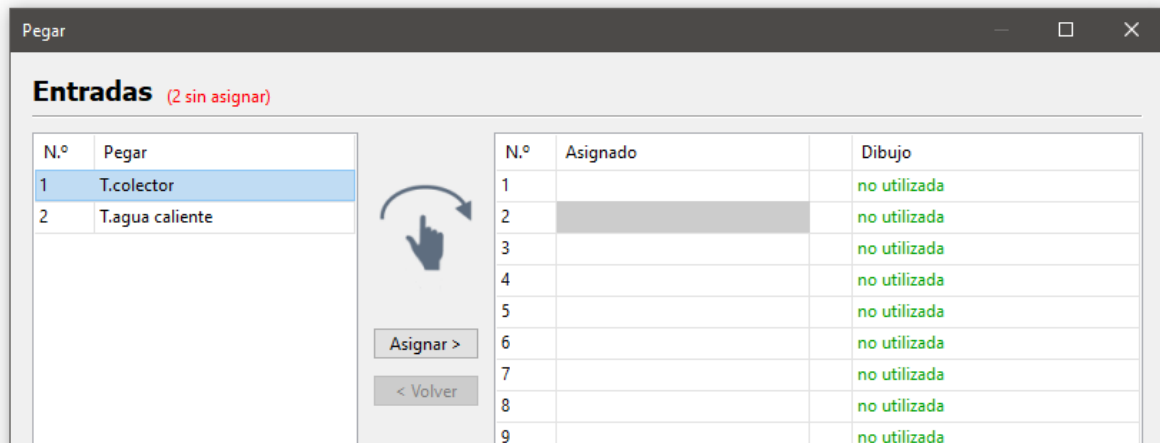 Pegar
Entradas (2 sin asignar)
N.º Pegar N.º Asignado Dibujo
1 T.colector 1 no utilizada
2 T.agua caliente 2 no utilizada
3 no utilizada
4 no utilizada
5 no utilizada
Asignar > 6 no utilizada
7 no utilizada
< Volver
8 no utilizada
9 no utilizada